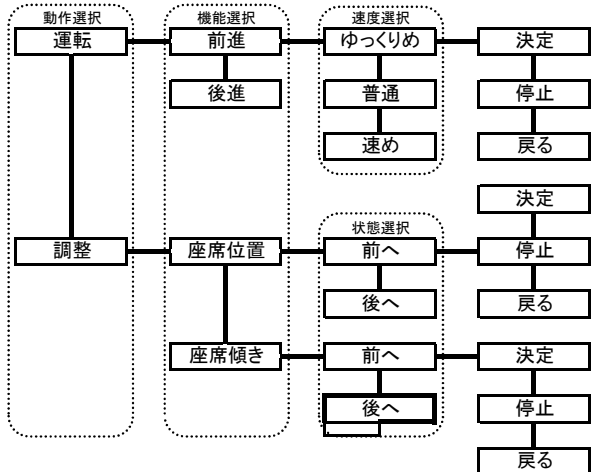 動作選択
機能選択
速度選択
運転
前進
ゆっくりめ
決定
後進
普通
停止
速め
戻る
決定
状態選択
調整
座席位置
前へ
停止
後へ
戻る
座席傾き
前へ
決定
後へ
停止
戻る